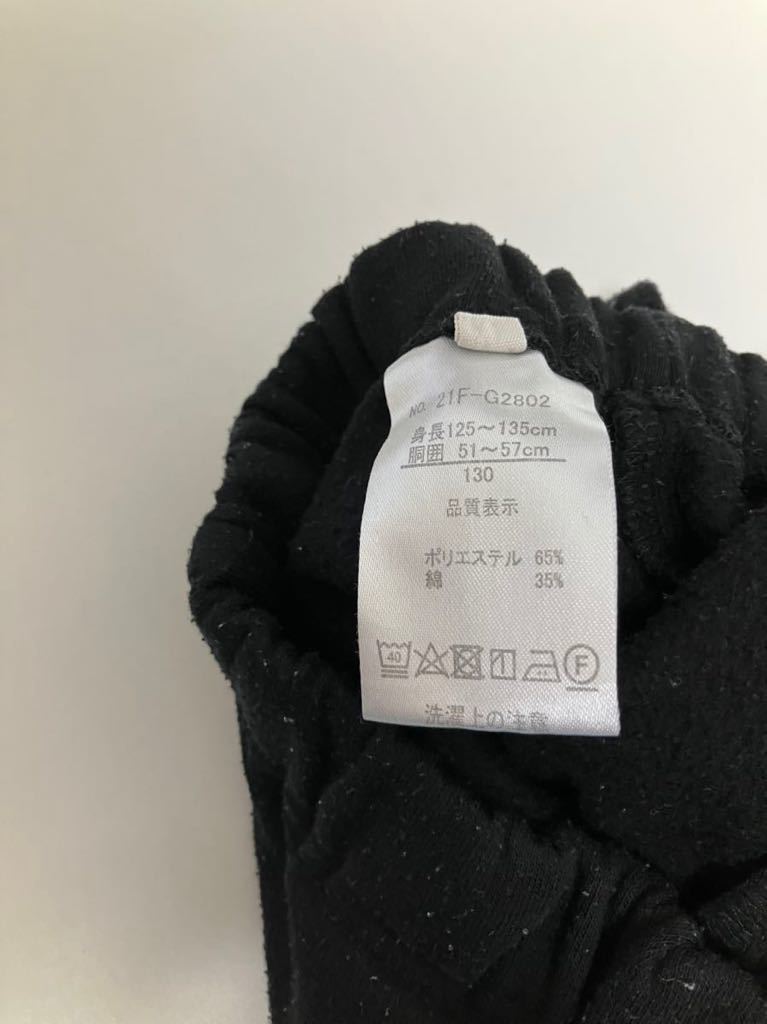 NO. 21F-G2802
身長125～135cm
胴囲 51～57cm
130
品質表示
ポリエステル 65%
綿 35%
40 F
洗濯上の注意